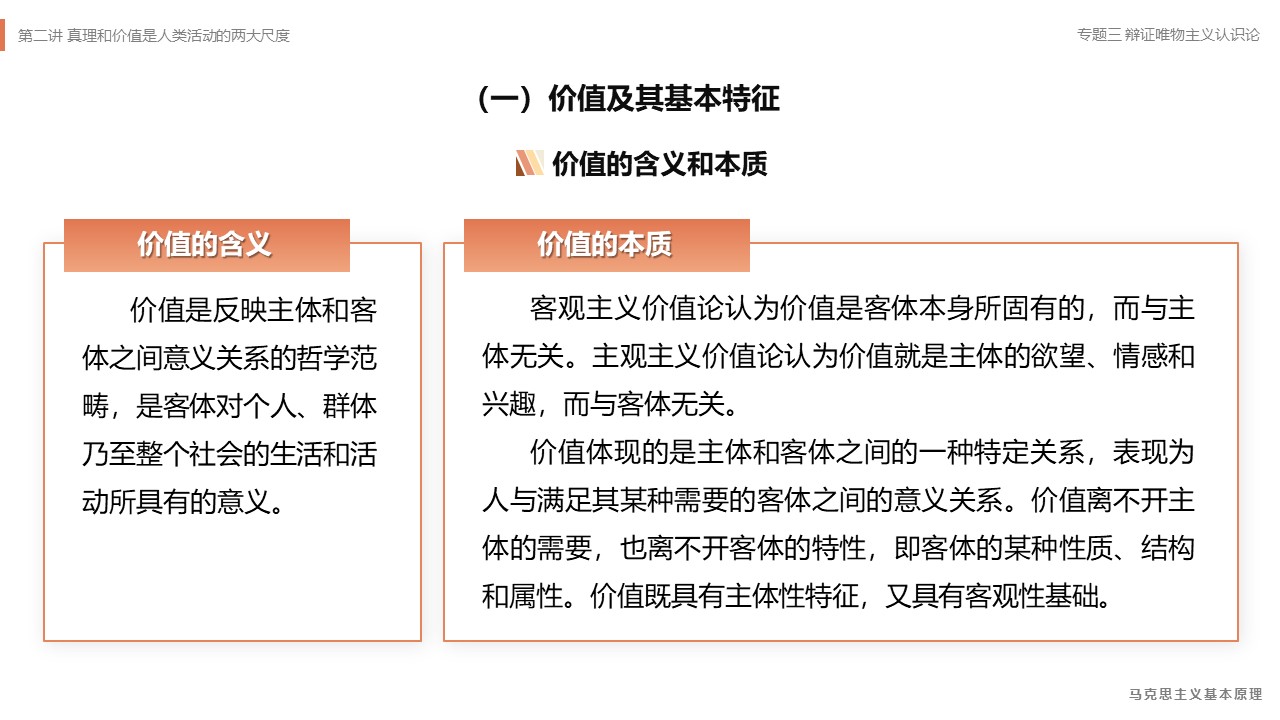 第二讲 真理和价值是人类活动的两大尺度
专题三 辩证唯物主义认识论
（一）价值及其基本特征
价值的含义和本质
价值的含义
价值是反映主体和客
体之间意义关系的哲学范
畴，是客体对个人、群体
乃至整个社会的生活和活
动所具有的意义。
价值的本质
客观主义价值论认为价值是客体本身所固有的，而与主
体无关。主观主义价值论认为价值就是主体的欲望、情感和
兴趣，而与客体无关。
价值体现的是主体和客体之间的一种特定关系，表现为
人与满足其某种需要的客体之间的意义关系。价值离不开主
体的需要，也离不开客体的特性，即客体的某种性质、结构
和属性。价值既具有主体性特征，又具有客观性基础。
马克思主义基本原理